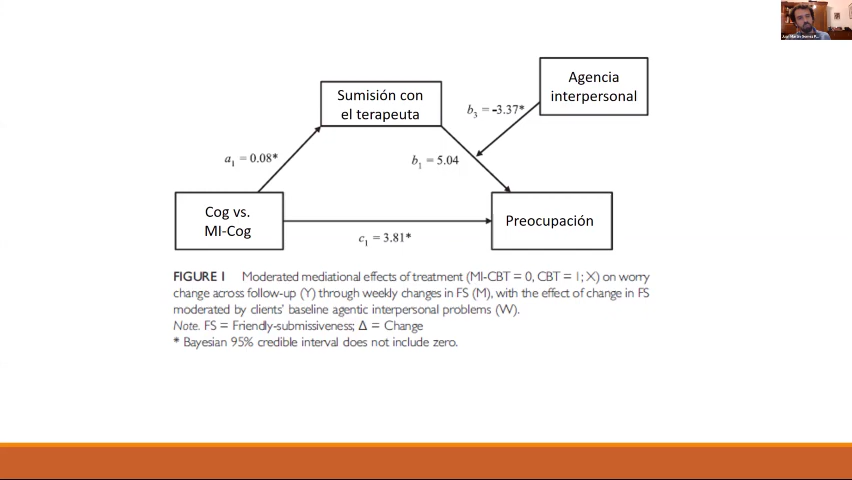 Agencia
interpersonal
Sumisión con
el terapeuta
b3 = -3.37*
a1 = 0.08*
b1 = 5.04
Cog vs.
MI-Cog
Preocupación
c1 = 3.81*
FIGURE 1 Moderated mediational effects of treatment (MI-CBT = 0, CBT = 1; X) on worry
change across follow-up (Y) through weekly changes in FS (M), with the effect of change in FS
moderated by clients' baseline agentic interpersonal problems (W).
Note. FS = Friendly-submissiveness; Δ = Change
* Bayesian 95% credible interval does not include zero.